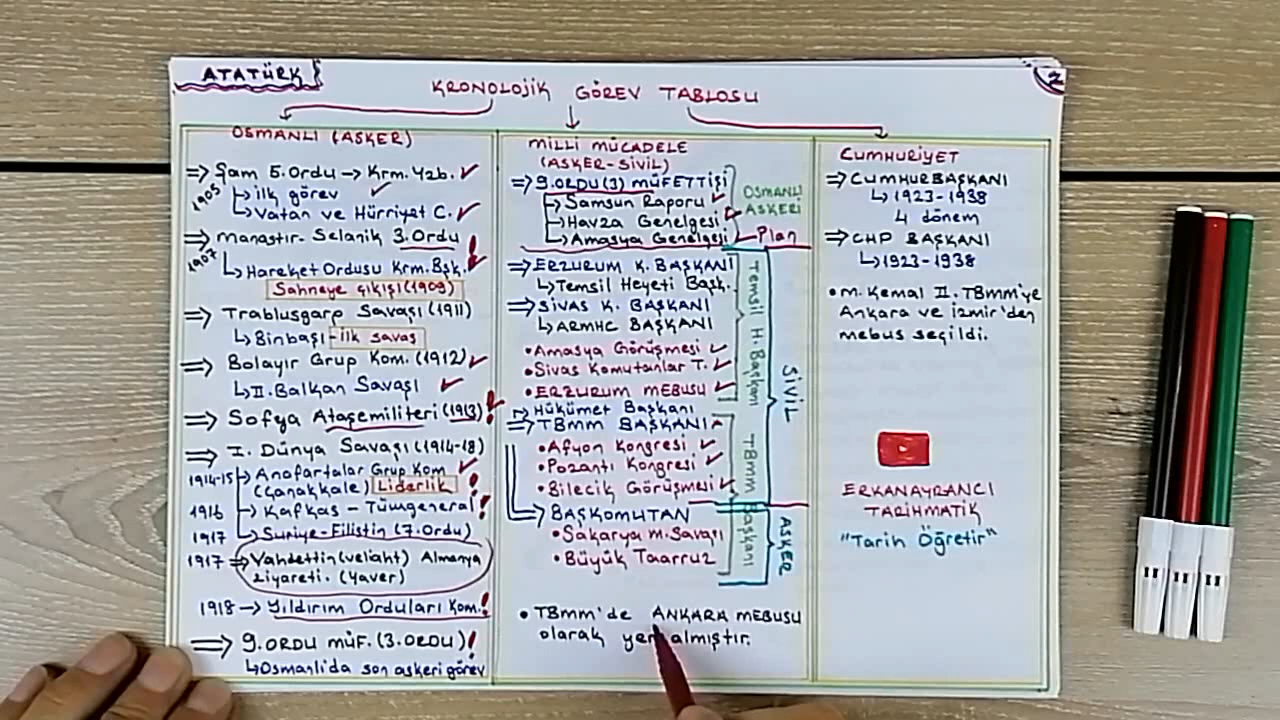 ATATÜRK
2
KRONOLOJİK GÖREV TABLOSU
OSMANLI (ASKER)
⇒ Şam 5.Ordu → Krm. Yzb. ✓
1905
↳ ilk görev ✓
↳ Vatan ve Hürriyet C. ✓
⇒ Manastır- Selanik 3.Ordu !
1907
↳ Hareket Ordusu Krm. Bşk. !
Sahneye çıkışı (1909)
⇒ Trablusgarp Savaşı (1911)
↳ Binbaşı - ilk savaş
⇒ Bolayır Grup Kom. (1912) ✓
↳ II. Balkan Savaşı ✓
⇒ Sofya Ataşemiliteri (1913) !
⇒ I. Dünya Savaşı (1914-18)
1914-15 → Anafartalar Grup Kom ✓
(Çanakkale) Liderlik !
1916 → Kafkas - Tümgeneral !
1917 ↳ Suriye-Filistin (7.Ordu)
1917 ⇒ Vahdettin (veliaht) Almanya
ziyareti. (yaver)
1918 → Yıldırım Orduları Kom. !
⇒ 9.ORDU MÜF. (3.ORDU) !
↳ Osmanlı'da son askeri görev
MİLLİ MÜCADELE
(ASKER-SİVİL)
⇒ 9.ORDU (3) MÜFETTİŞİ
→ Samsun Raporu ✓
→ Havza Genelgesi ✓
↳ Amasya Genelgesi → Plan
OSMANLI
ASKERİ
⇒ ERZURUM K. BAŞKANI
↳ Temsil Heyeti Başk.
⇒ SİVAS K. BAŞKANI
↳ ARMHC BAŞKANI
• Amasya Görüşmesi ✓
• Sivas Komutanlar T. ✓
• ERZURUM MEBUSU ✓
Temsil H. Başkanı
→ Hükümet Başkanı
⇒ TBMM BAŞKANI
• Afyon Kongresi ✓
• Pozantı Kongresi ✓
• Bilecik Görüşmesi ✓
⇒ BAŞKOMUTAN
• Sakarya M. Savaşı
• Büyük Taarruz
TBMM Başkanı
SİVİL
ASKER
• TBMM'de ANKARA MEBUSU
olarak yer almıştır.
CUMHURİYET
⇒ CUMHURBAŞKANI
↳ 1923-1938
4 dönem
⇒ CHP BAŞKANI
↳ 1923-1938
• M. Kemal II. TBMM'ye
Ankara ve İzmir'den
mebus seçildi.
ERKANAYRANCI
TARİHMATİK
"Tarih Öğretir"